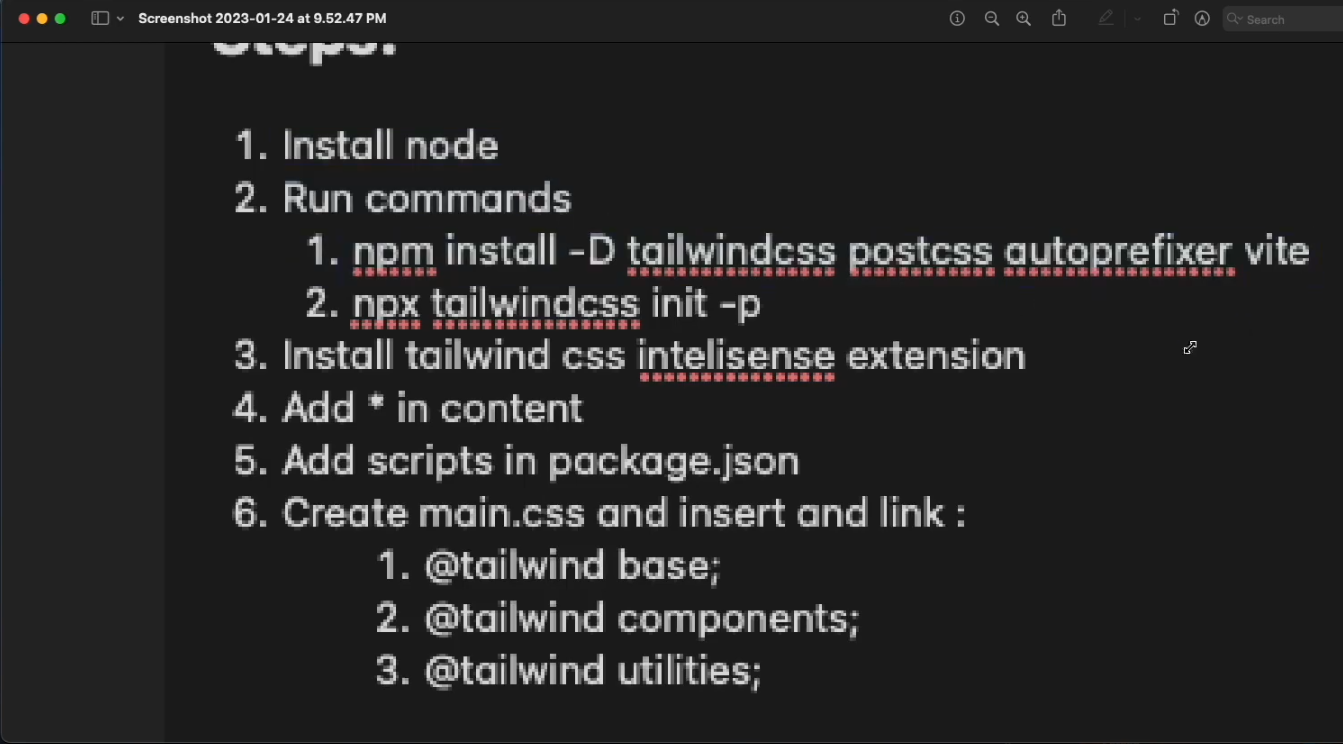 Screenshot 2023-01-24 at 9.52.47 PM
Search
Steps:
1. Install node
2. Run commands
1. npm install -D tailwindcss postcss autoprefixer vite
2. npx tailwindcss init -p
3. Install tailwind css intelisense extension
4. Add * in content
5. Add scripts in package.json
6. Create main.css and insert and link :
1. @tailwind base;
2. @tailwind components;
3. @tailwind utilities;